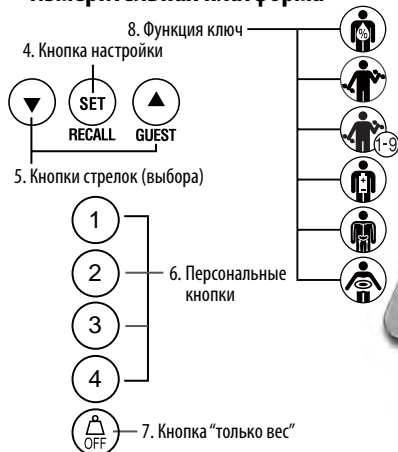 Измерительная платформа
8. Функция ключ
%
4. Кнопка настройки
SET
RECALL GUEST
1-9
5. Кнопки стрелок (выбора)
+
-
1
2
6. Персональные
кнопки
3
4
OFF
7. Кнопка “только вес”